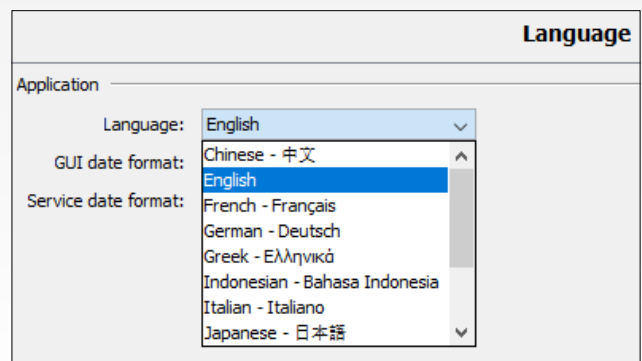 Language
Application
Language: English
GUI date format:
Service date format:
Chinese - 中文
English
French - Français
German - Deutsch
Greek - Ελληνικά
Indonesian - Bahasa Indonesia
Italian - Italiano
Japanese - 日本語